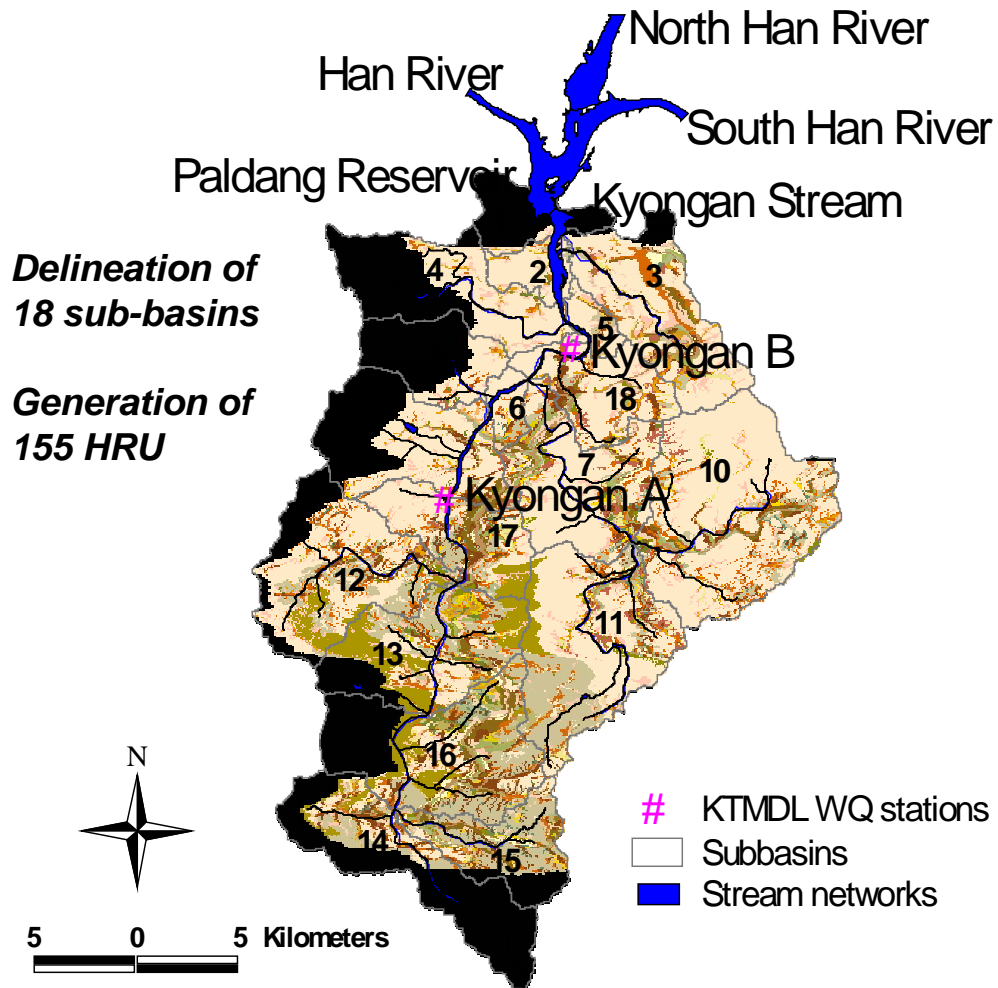 North Han River
Han River
South Han River
Paldang Reservoir
Kyongan Stream
Delineation of
18 sub-basins
4
2
3
5
Kyongan B
Generation of
155 HRU
6
18
7
10
Kyongan A
17
12
11
13
16
N
14
15
# KTMDL WQ stations
Subbasins
Stream networks
5 0 5 Kilometers